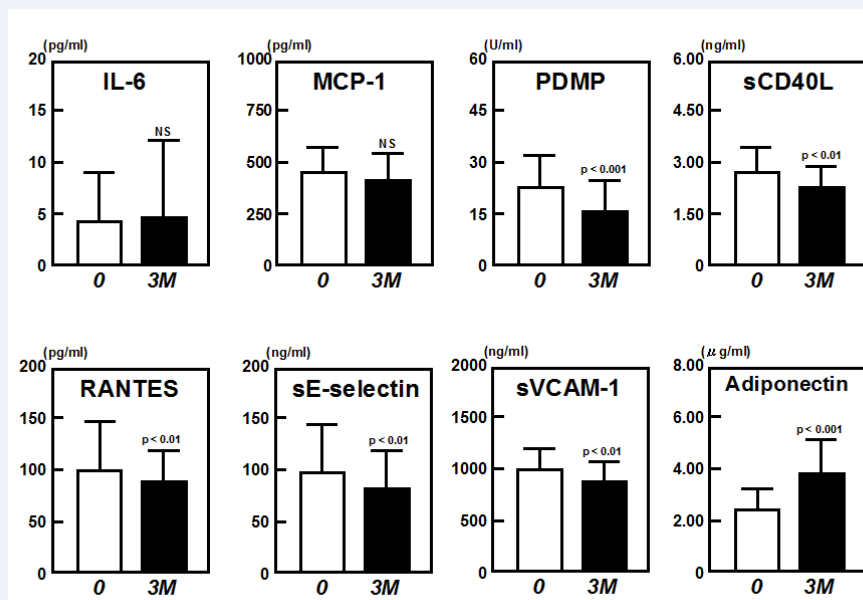 (pg/ml) (pg/ml) (U/ml) (ng/ml)
20 1000 60 6.00
IL-6 MCP-1 PDMP sCD40L
15 750 45 4.50
NS NS p < 0.001 p < 0.01
10 500 30 3.00
5 250 15 1.50
0 0 0 0
0 3M 0 3M 0 3M 0 3M
(pg/ml) (ng/ml) (ng/ml) (μg/ml)
200 200 2000 8.00
RANTES sE-selectin sVCAM-1 Adiponectin
150 150 1500 6.00
p < 0.01 p < 0.01 p < 0.01 p < 0.001
100 100 1000 4.00
50 50 500 2.00
0 0 0 0
0 3M 0 3M 0 3M 0 3M